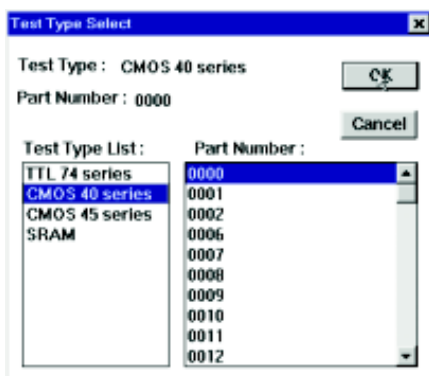 Test Type Select
Test Type : CMOS 40 series
OK
Part Number : 0000
Cancel
Test Type List :
TTL 74 series
CMOS 40 series
CMOS 45 series
SRAM
Part Number :
0000
0001
0002
0006
0007
0008
0009
0010
0011
0012